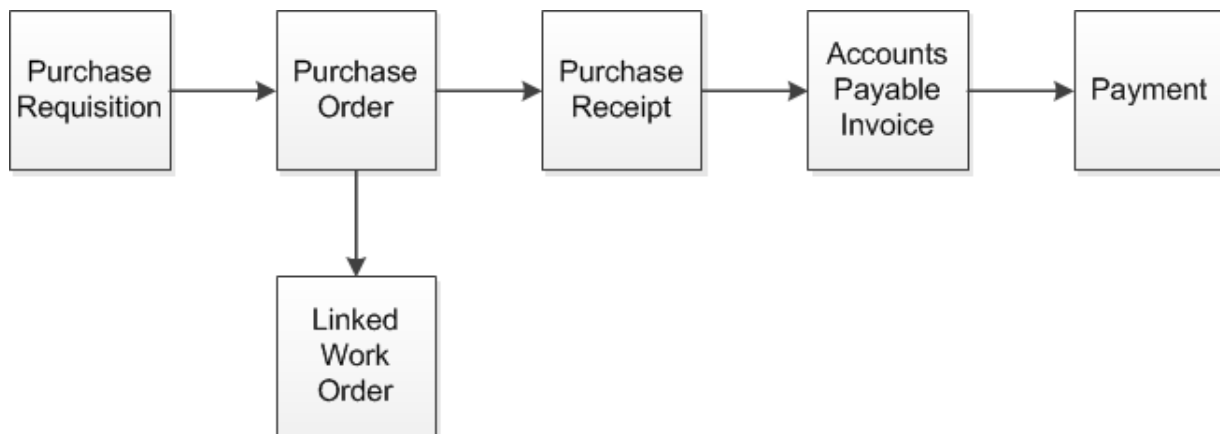 Purchase
Requisition
Purchase
Order
Purchase
Receipt
Accounts
Payable
Invoice
Payment
Linked
Work
Order